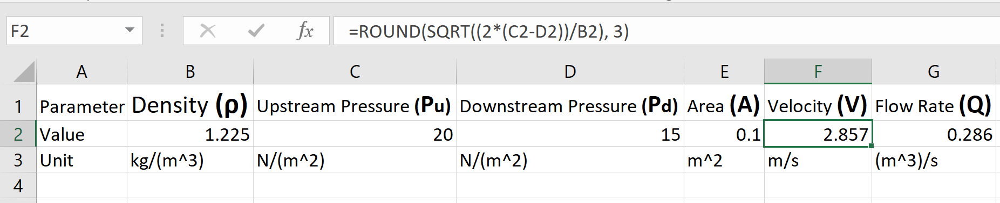 F2 fx =ROUND(SQRT((2*(C2-D2))/B2), 3)
A B C D E F G
1 Parameter Density (ρ) Upstream Pressure (Pu) Downstream Pressure (Pd) Area (A) Velocity (V) Flow Rate (Q)
2 Value 1.225 20 15 0.1 2.857 0.286
3 Unit kg/(m^3) N/(m^2) N/(m^2) m^2 m/s (m^3)/s
4